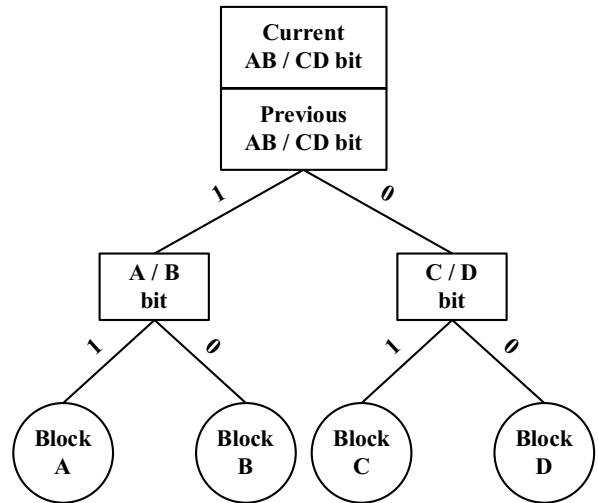 Current
AB / CD bit
Previous
AB / CD bit
1
0
A / B
bit
C / D
bit
1
0
1
0
Block
A
Block
B
Block
C
Block
D